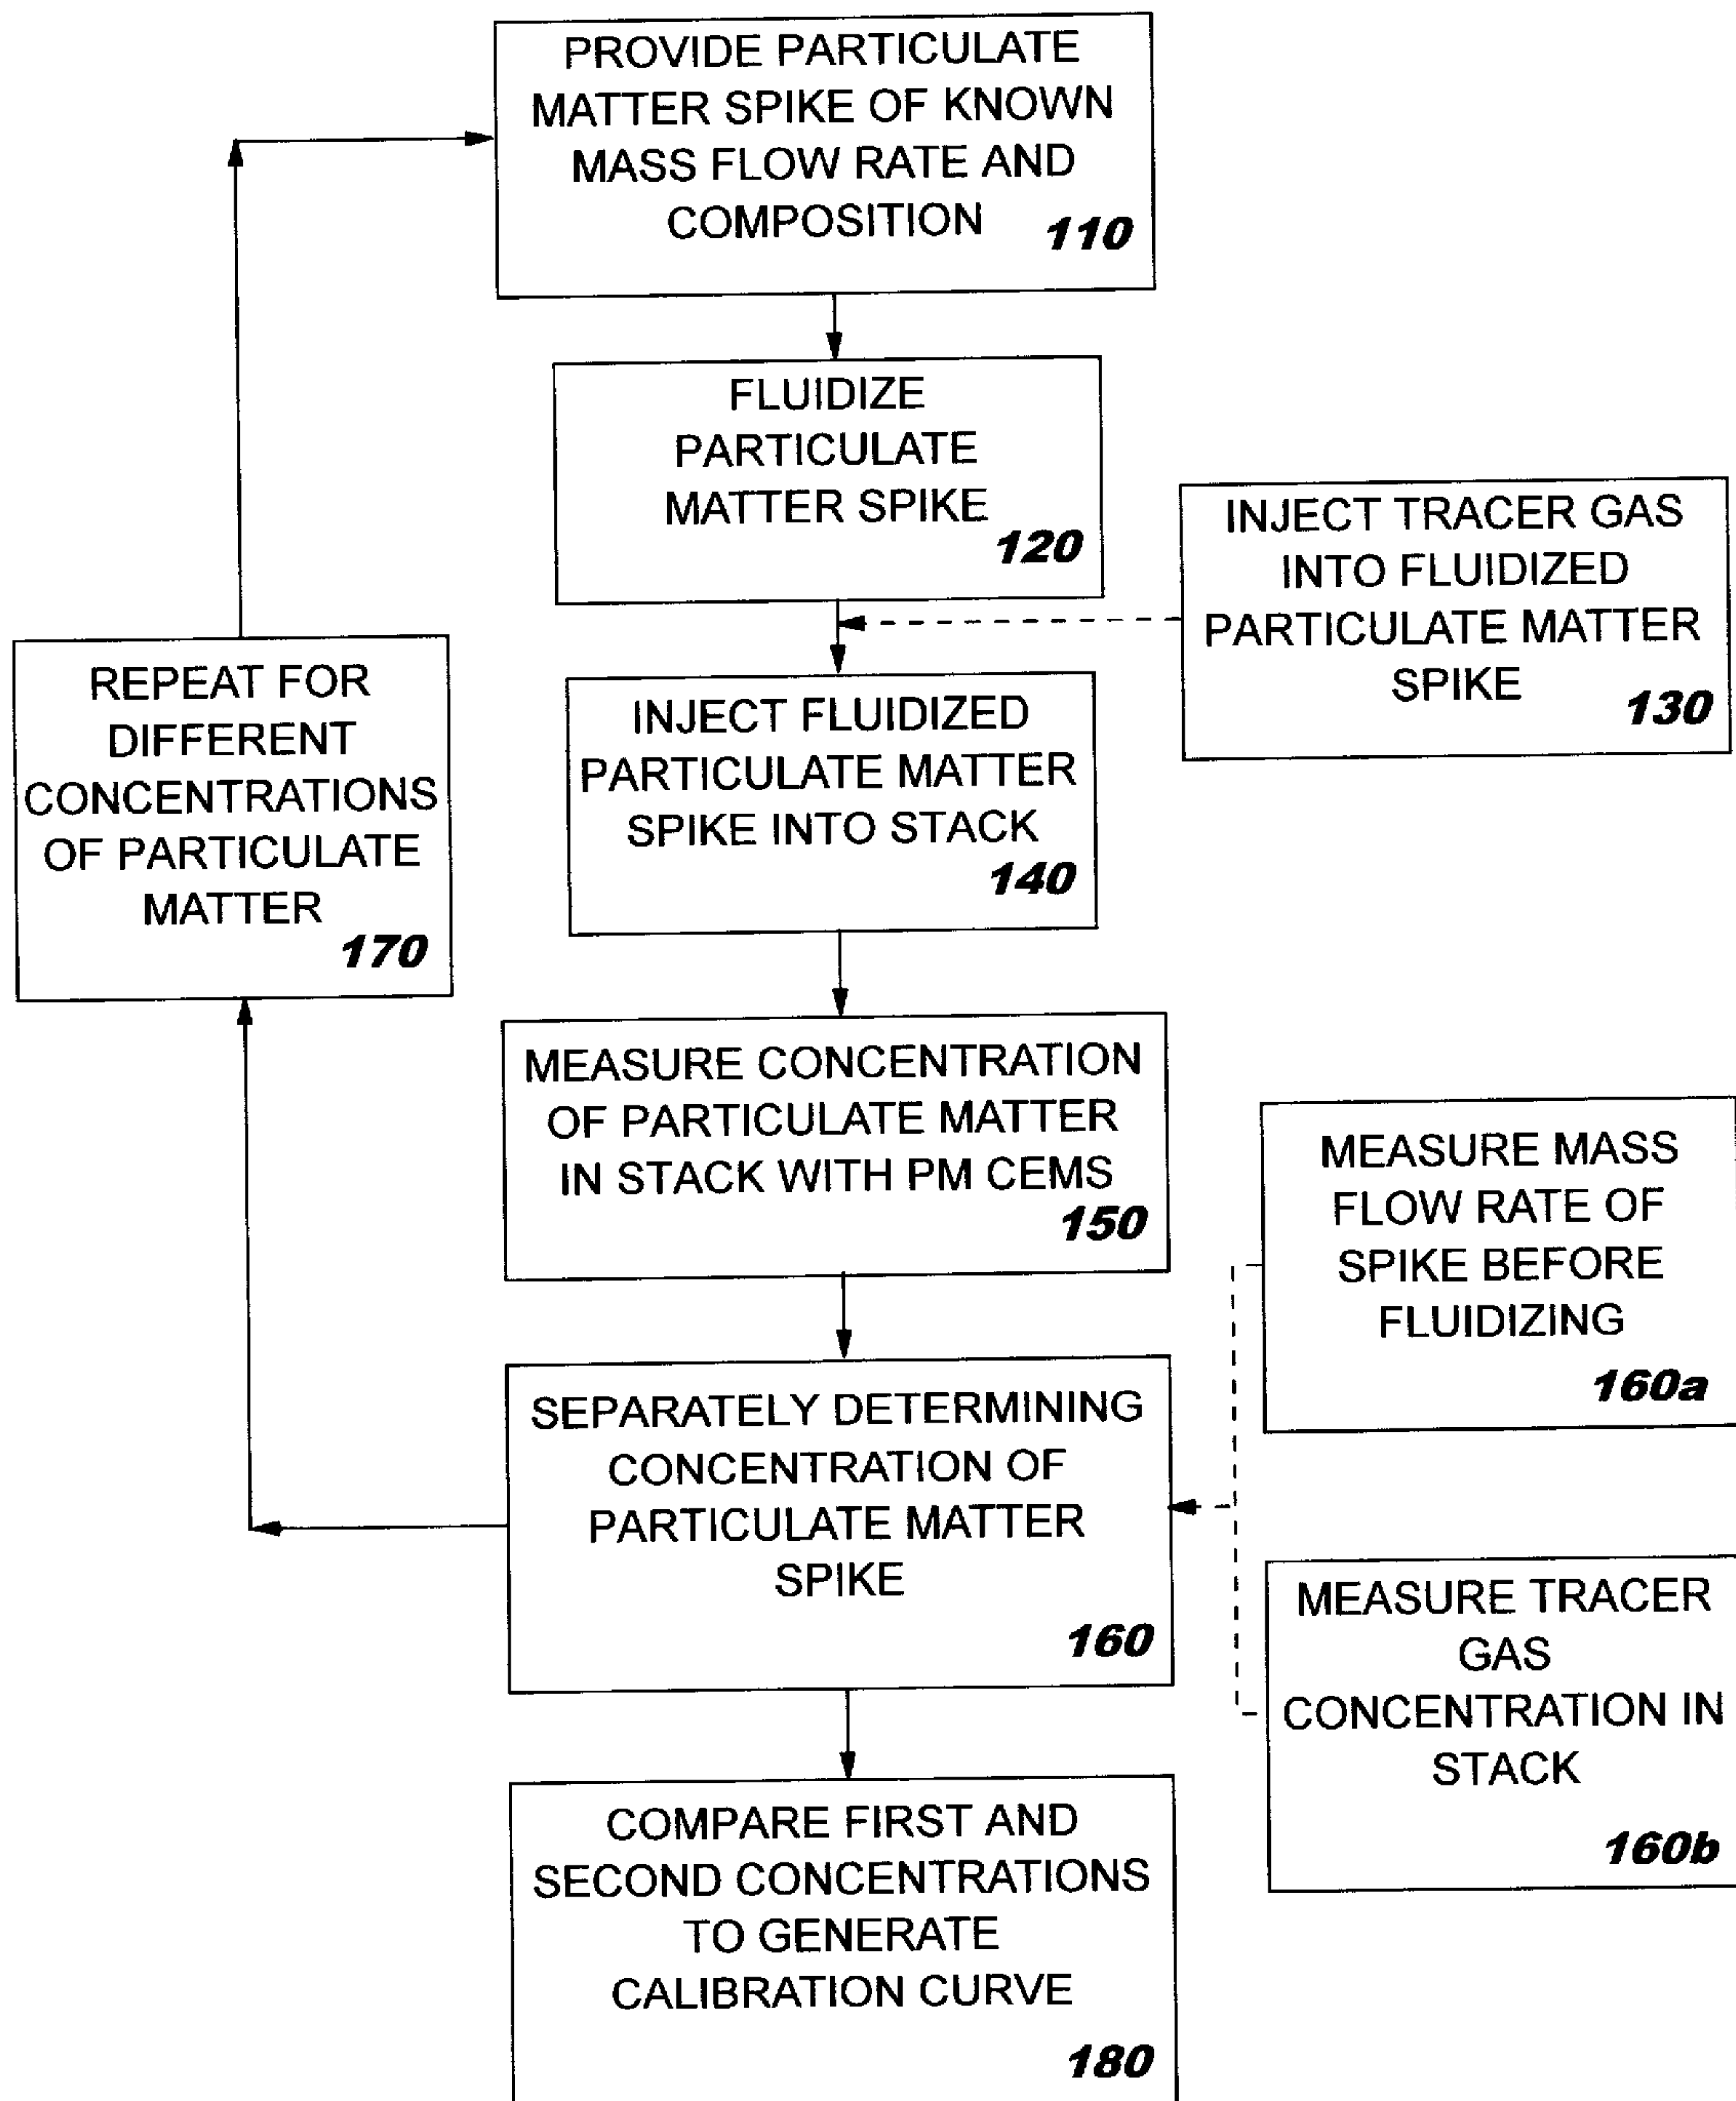 PROVIDE PARTICULATE
MATTER SPIKE OF KNOWN
MASS FLOW RATE AND
COMPOSITION
110
FLUIDIZE
PARTICULATE
MATTER SPIKE
120
INJECT TRACER GAS
INTO FLUIDIZED
PARTICULATE MATTER
SPIKE
130
REPEAT FOR
DIFFERENT
CONCENTRATIONS
OF PARTICULATE
MATTER
170
INJECT FLUIDIZED
PARTICULATE MATTER
SPIKE INTO STACK
140
MEASURE CONCENTRATION
OF PARTICULATE MATTER
IN STACK WITH PM CEMS
150
MEASURE MASS
FLOW RATE OF
SPIKE BEFORE
FLUIDIZING
160a
SEPARATELY DETERMINING
CONCENTRATION OF
PARTICULATE MATTER
SPIKE
160
MEASURE TRACER
GAS
CONCENTRATION IN
STACK
160b
COMPARE FIRST AND
SECOND CONCENTRATIONS
TO GENERATE
CALIBRATION CURVE
180